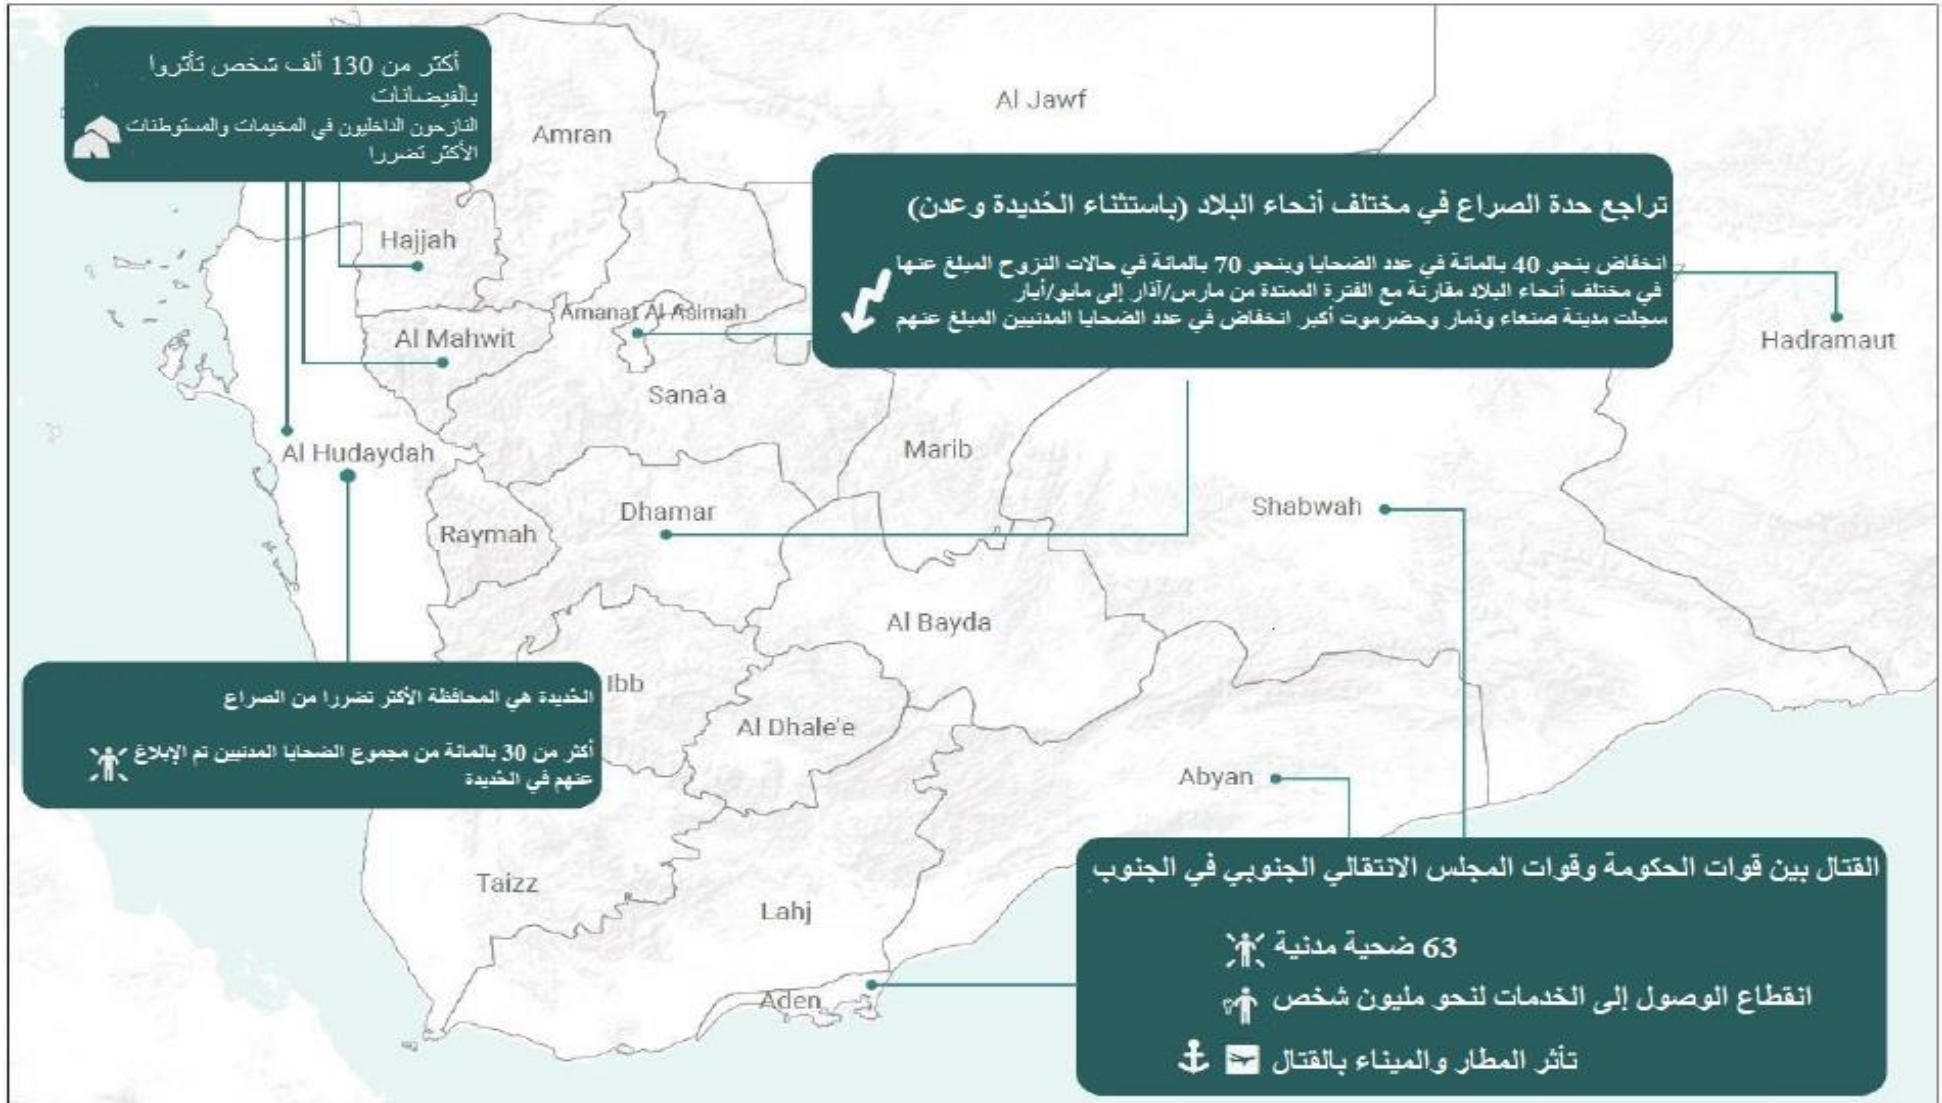 أكثر من 130 ألف شخص تأثروا
بالفيضانات
النازحون الداخليون في المخيمات والمستوطنات
الأكثر تضررا
Al Jawf
Amran
تراجع حدة الصراع في مختلف أنحاء البلاد (باستثناء الحُديدة وعدن)
انخفاض بنحو 40 بالمائة في عدد الضحايا وبنحو 70 بالمائة في حالات النزوح المبلغ عنها
في مختلف أنحاء البلاد مقارنة مع الفترة الممتدة من مارس/آذار إلى مايو/أيار
سجلت مدينة صنعاء وذمار وحضرموت أكبر انخفاض في عدد الضحايا المدنيين المبلغ عنهم
Hajjah
Amanat Al Asimah
Al Mahwit
Hadramaut
Sana'a
Al Hudaydah
Marib
Dhamar
Shabwah
Raymah
Al Bayda
الحُديدة هي المحافظة الأكثر تضررا من الصراع
أكثر من 30 بالمائة من مجموع الضحايا المدنيين تم الإبلاغ
عنهم في الحُديدة
Ibb
Al Dhale'e
Abyan
Taizz
Lahj
Aden
القتال بين قوات الحكومة وقوات المجلس الانتقالي الجنوبي في الجنوب
63 ضحية مدنية
انقطاع الوصول إلى الخدمات لنحو مليون شخص
تأثر المطار والميناء بالقتال